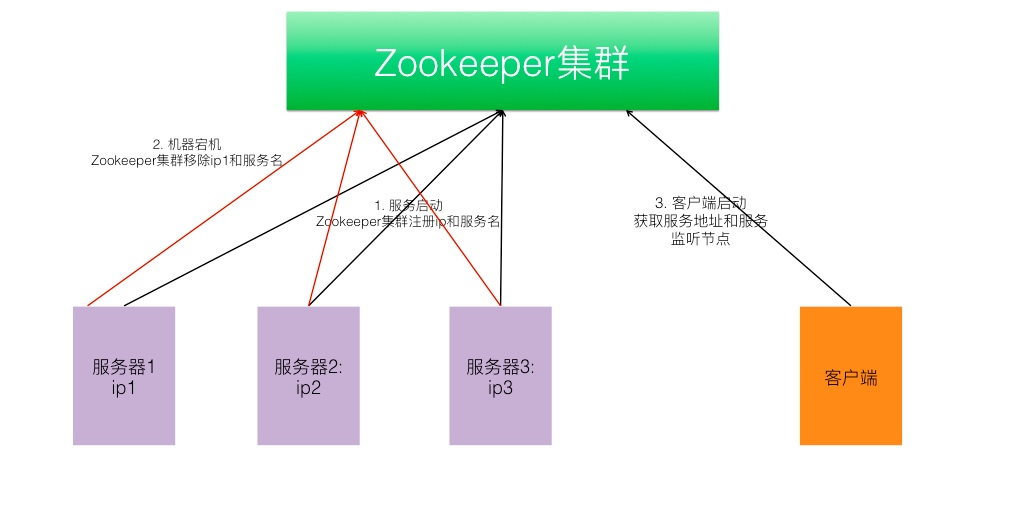 Zookeeper集群
2. 机器宕机
Zookeeper集群移除ip1和服务名
1. 服务启动
Zookeeper集群注册ip和服务名
3. 客户端启动
获取服务地址和服务
监听节点
服务器1
ip1
服务器2:
ip2
服务器3:
ip3
客户端